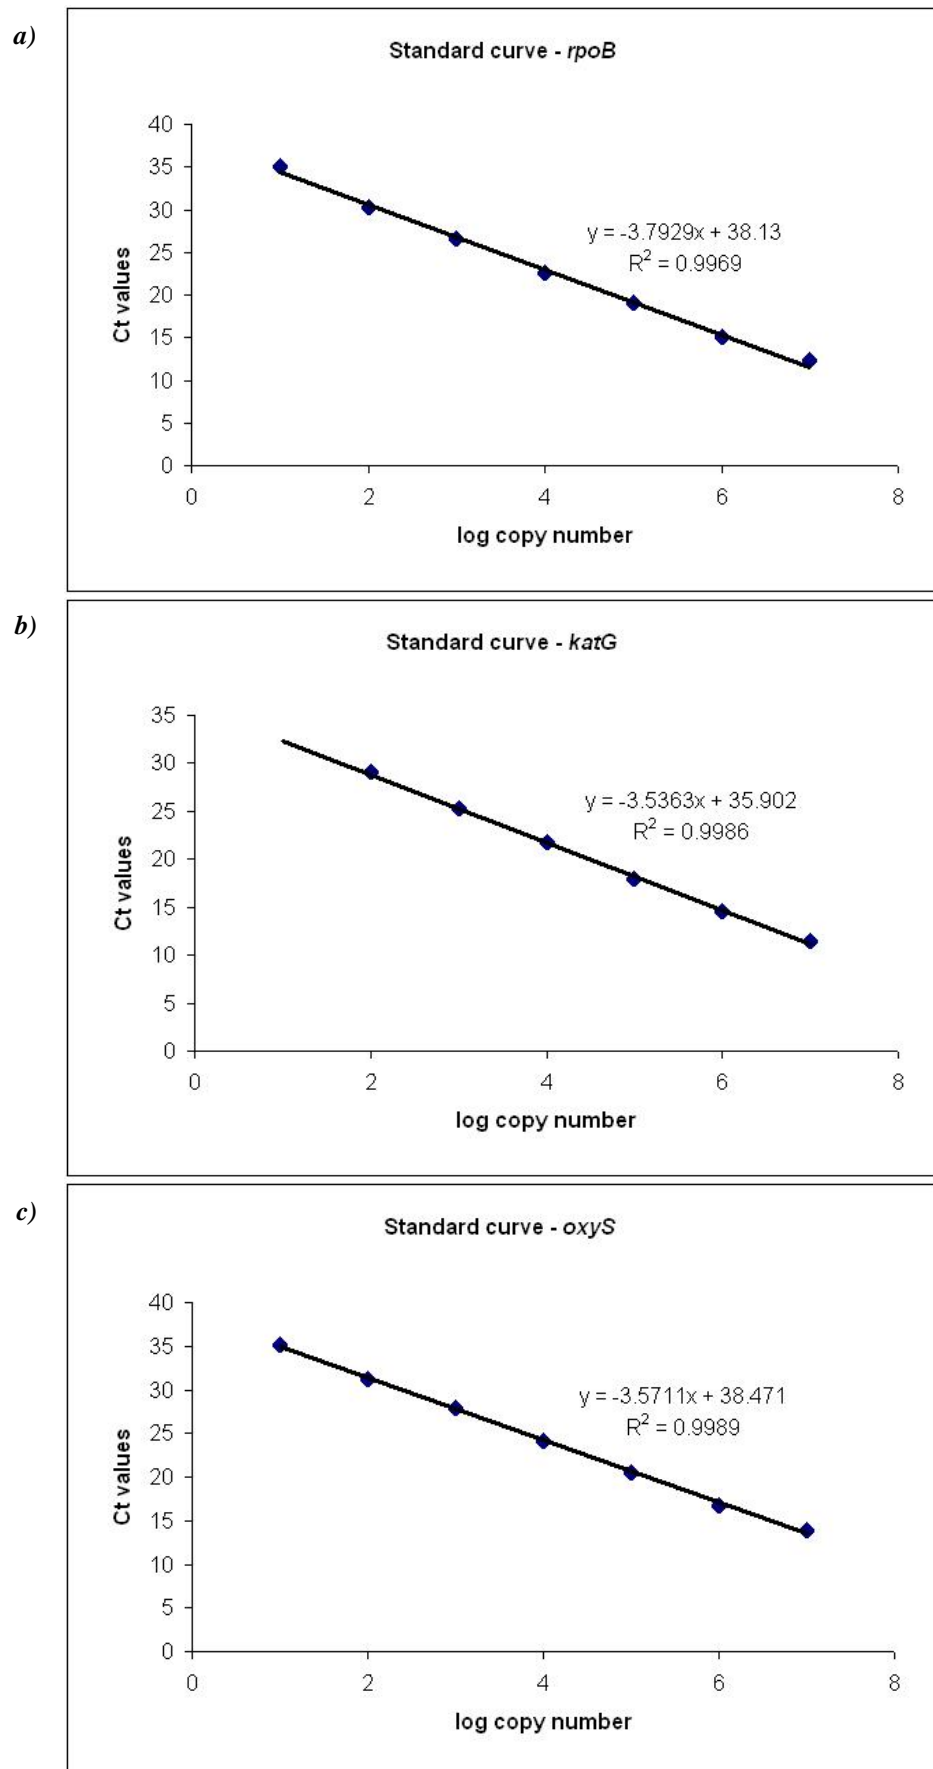 a)
Standard curve - rpoB
40
35
30
25
20
15
10
5
0
Ct values
y = -3.7929x + 38.13
R² = 0.9969
0 2 4 6 8
log copy number
b)
Standard curve - katG
35
30
25
20
15
10
5
0
Ct values
y = -3.5363x + 35.902
R² = 0.9986
0 2 4 6 8
log copy number
c)
Standard curve - oxyS
40
35
30
25
20
15
10
5
0
Ct values
y = -3.5711x + 38.471
R² = 0.9989
0 2 4 6 8
log copy number